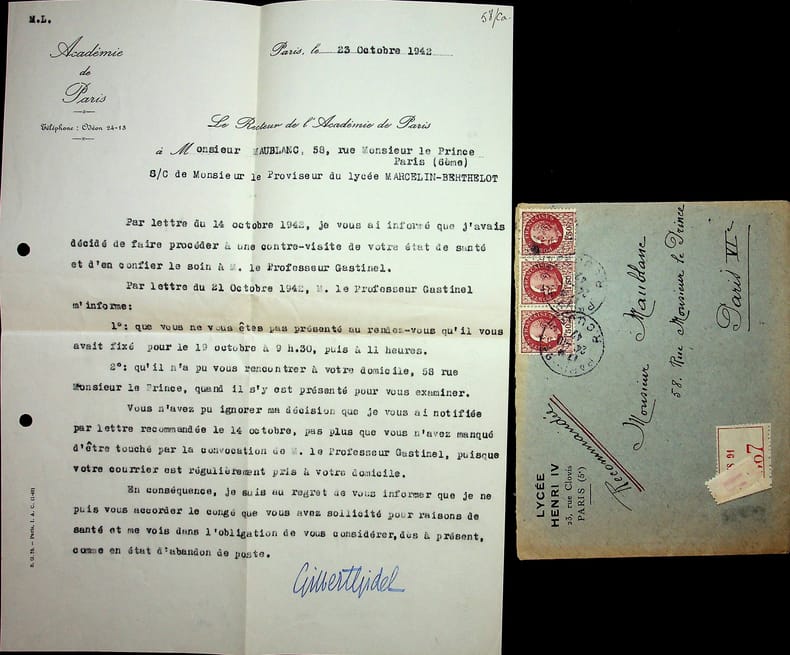 M.L.
58/Ca.
Académie
de
Paris
Téléphone : Odéon 24-13
Paris, le 23 Octobre 1942
Le Recteur de l'Académie de Paris
à Monsieur MAUBLANC, 58, rue Monsieur le Prince
Paris (6ème)
S/C de Monsieur le Proviseur du lycée MARCELIN-BERTHELOT
Par lettre du 14 octobre 1942, je vous ai informé que j'avais
décidé de faire procéder à une contre-visite de votre état de santé
et d'en confier le soin à M. le Professeur Gastinel.
Par lettre du 21 Octobre 1942, M. le Professeur Gastinel
m'informe:
1°: que vous ne vous êtes pas présenté au rendez-vous qu'il vous
avait fixé pour le 19 octobre à 9 h.30, puis à 11 heures.
2°: qu'il n'a pu vous rencontrer à votre domicile, 58 rue
Monsieur le Prince, quand il s'y est présenté pour vous examiner.
Vous n'avez pu ignorer ma décision que je vous ai notifiée
par lettre recommandée le 14 octobre, pas plus que vous n'avez manqué
d'être touché par la convocation de M. le Professeur Gastinel, puisque
votre courrier est régulièrement pris à votre domicile.
En conséquence, je suis au regret de vous informer que je ne
puis vous accorder le congé que vous avez sollicité pour raisons de
santé et me vois dans l'obligation de vous considérer, dès à présent,
comme en état d'abandon de poste.
Gilbert Gidel
Monsieur Maublanc
58, Rue Monsieur le Prince
Paris VIe
Recommandée
LYCÉE
HENRI IV
23, rue Clovis
PARIS (5e)